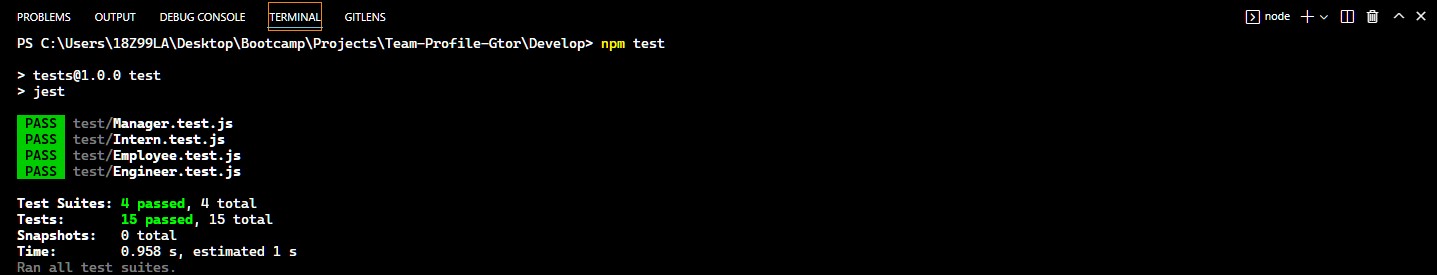 PROBLEMS OUTPUT DEBUG CONSOLE TERMINAL GITLENS node
PS C:\Users\18Z99LA\Desktop\Bootcamp\Projects\Team-Profile-Gtor\Develop> npm test
> tests@1.0.0 test
> jest
PASS test/Manager.test.js
PASS test/Intern.test.js
PASS test/Employee.test.js
PASS test/Engineer.test.js
Test Suites: 4 passed, 4 total
Tests: 15 passed, 15 total
Snapshots: 0 total
Time: 0.958 s, estimated 1 s
Ran all test suites.